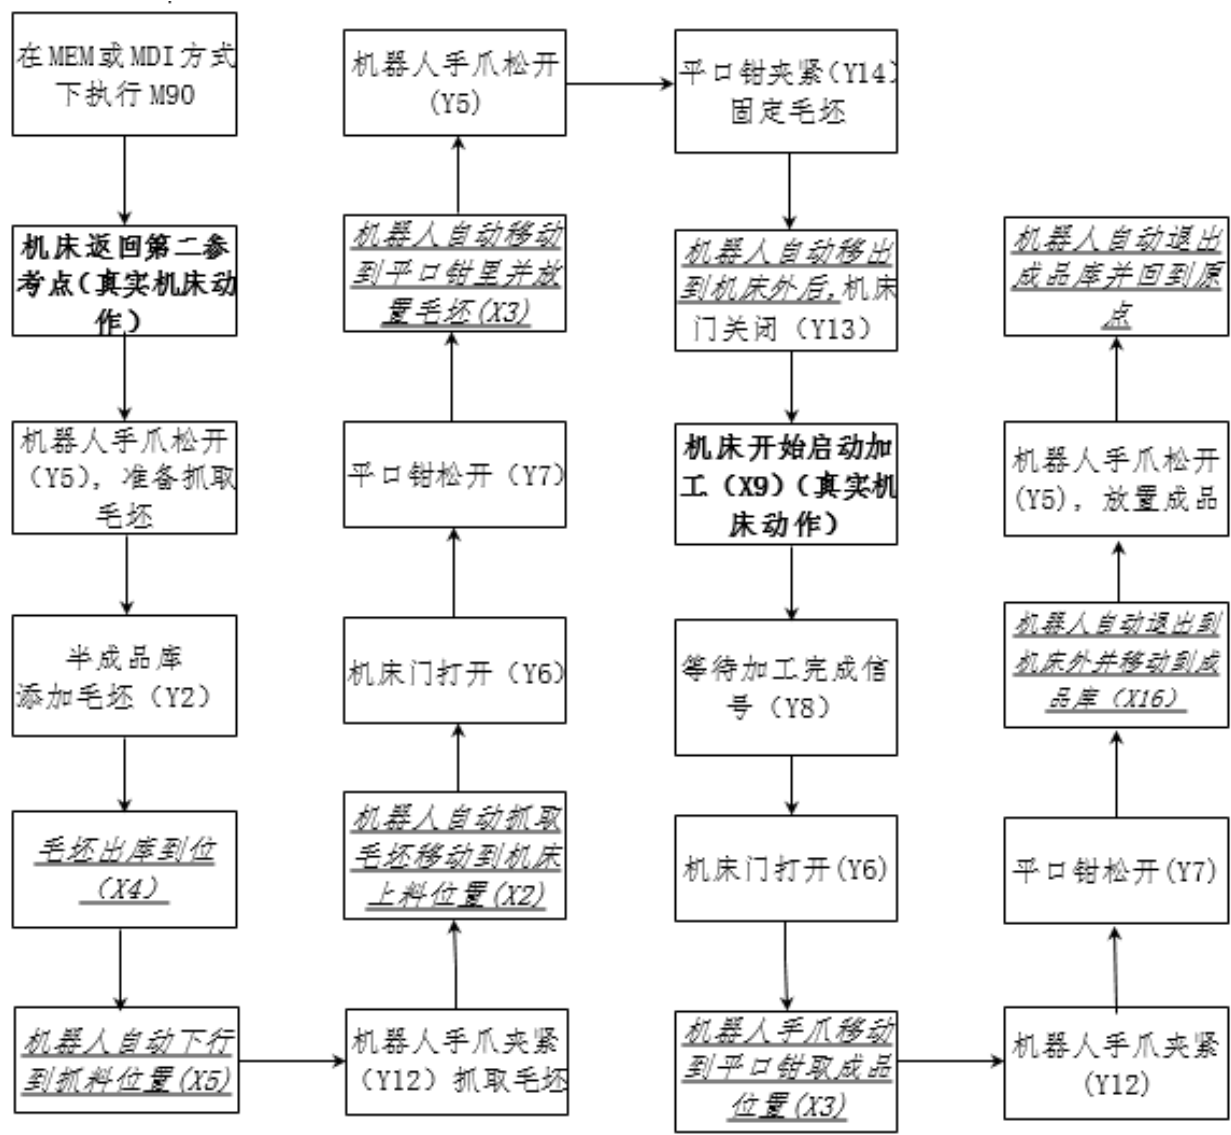 在MEM或MDI方式
下执行M90
机床返回第二参
考点(真实机床动
作)
机器人手爪松开
(Y5), 准备抓取
毛坯
半成品库
添加毛坯(Y2)
毛坯出库到位
(X4)
机器人自动下行
到抓料位置(X5)
机器人手爪夹紧
(Y12)抓取毛坯
机器人自动抓取
毛坯移动到机床
上料位置(X2)
机床门打开(Y6)
平口钳松开(Y7)
机器人自动移动
到平口钳里并放
置毛坯(X3)
机器人手爪松开
(Y5)
平口钳夹紧(Y14)
固定毛坯
机器人自动移出
到机床外后,机床
门关闭(Y13)
机床开始启动加
工(X9)(真实机
床动作)
等待加工完成信
号(Y8)
机床门打开(Y6)
机器人手爪移动
到平口钳取成品
位置(X3)
机器人手爪夹紧
(Y12)
平口钳松开(Y7)
机器人自动退出到
机床外并移动到成
品库(X16)
机器人手爪松开
(Y5), 放置成品
机器人自动退出
成品库并回到原
点